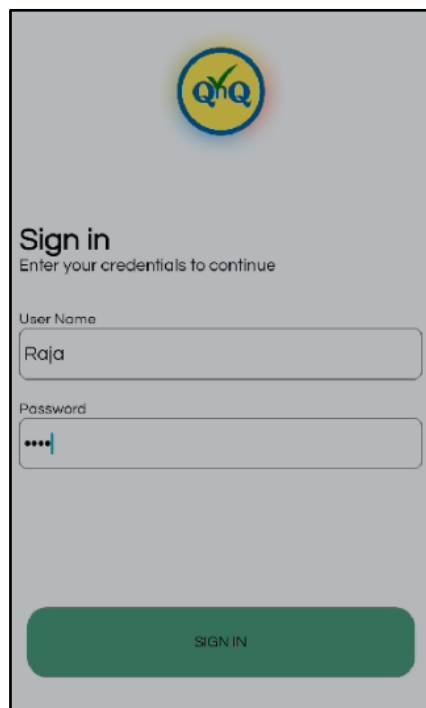 QnQ
Sign in
Enter your credentials to continue
User Name
Raja
Password
••••
SIGN IN